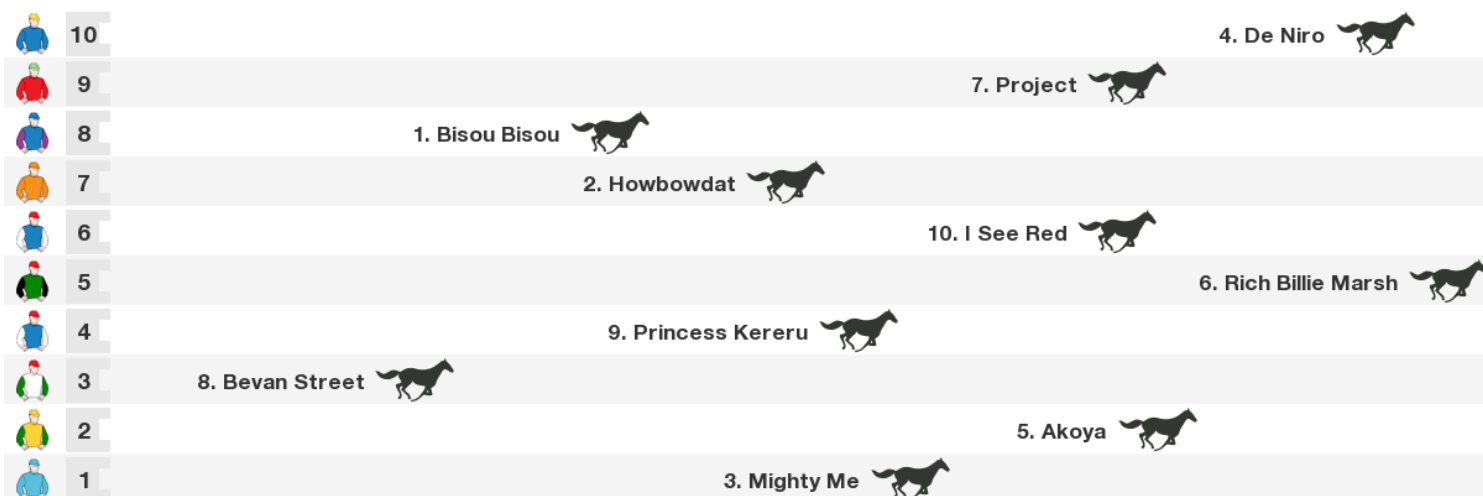 10 4. De Niro
9 7. Project
8 1. Bisou Bisou
7 2. Howbowdat
6 10. I See Red
5 6. Rich Billie Marsh
4 9. Princess Kereru
3 8. Bevan Street
2 5. Akoya
1 3. Mighty Me